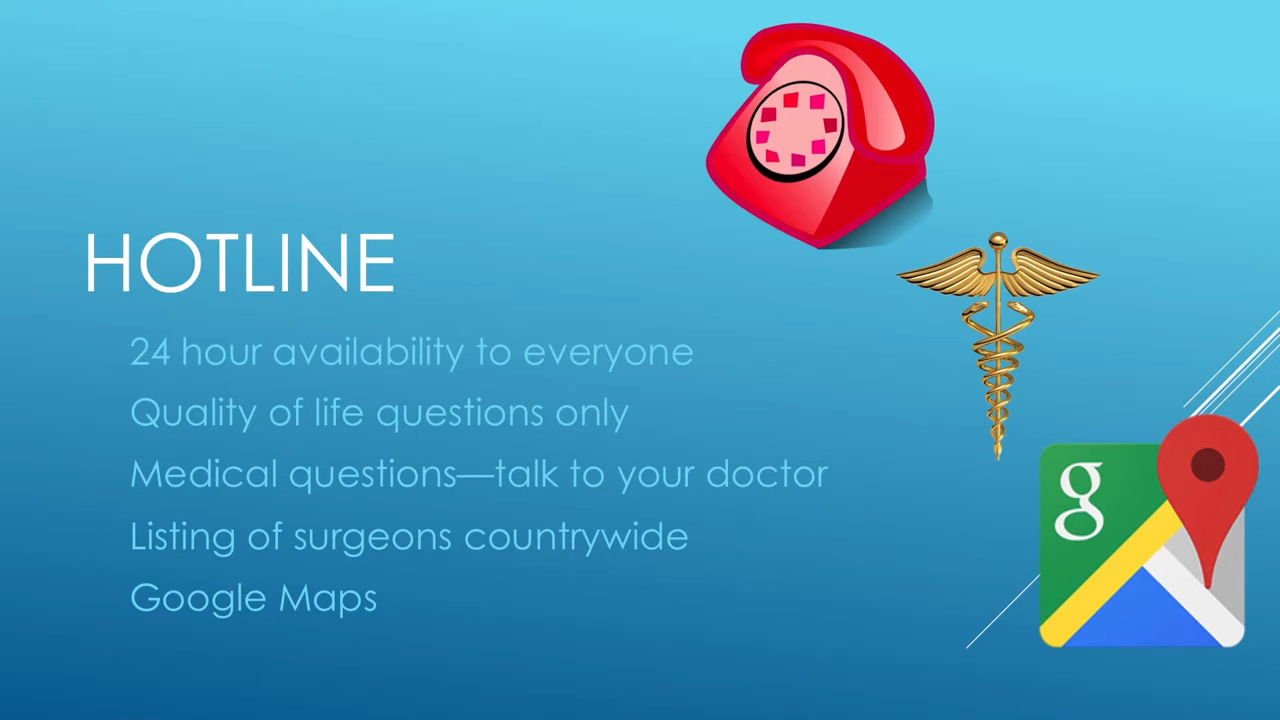 HOTLINE
24 hour availability to everyone
Quality of life questions only
Medical questions—talk to your doctor
Listing of surgeons countrywide
Google Maps
g